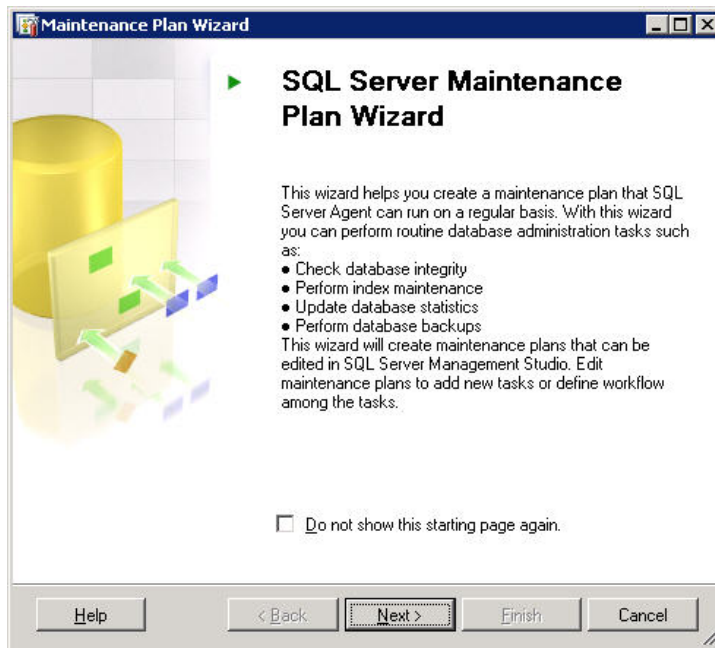 Maintenance Plan Wizard
SQL Server Maintenance
Plan Wizard
This wizard helps you create a maintenance plan that SQL
Server Agent can run on a regular basis. With this wizard
you can perform routine database administration tasks such
as:
● Check database integrity
● Perform index maintenance
● Update database statistics
● Perform database backups
This wizard will create maintenance plans that can be
edited in SQL Server Management Studio. Edit
maintenance plans to add new tasks or define workflow
among the tasks.
Do not show this starting page again.
Help
< Back
Next >
Finish
Cancel